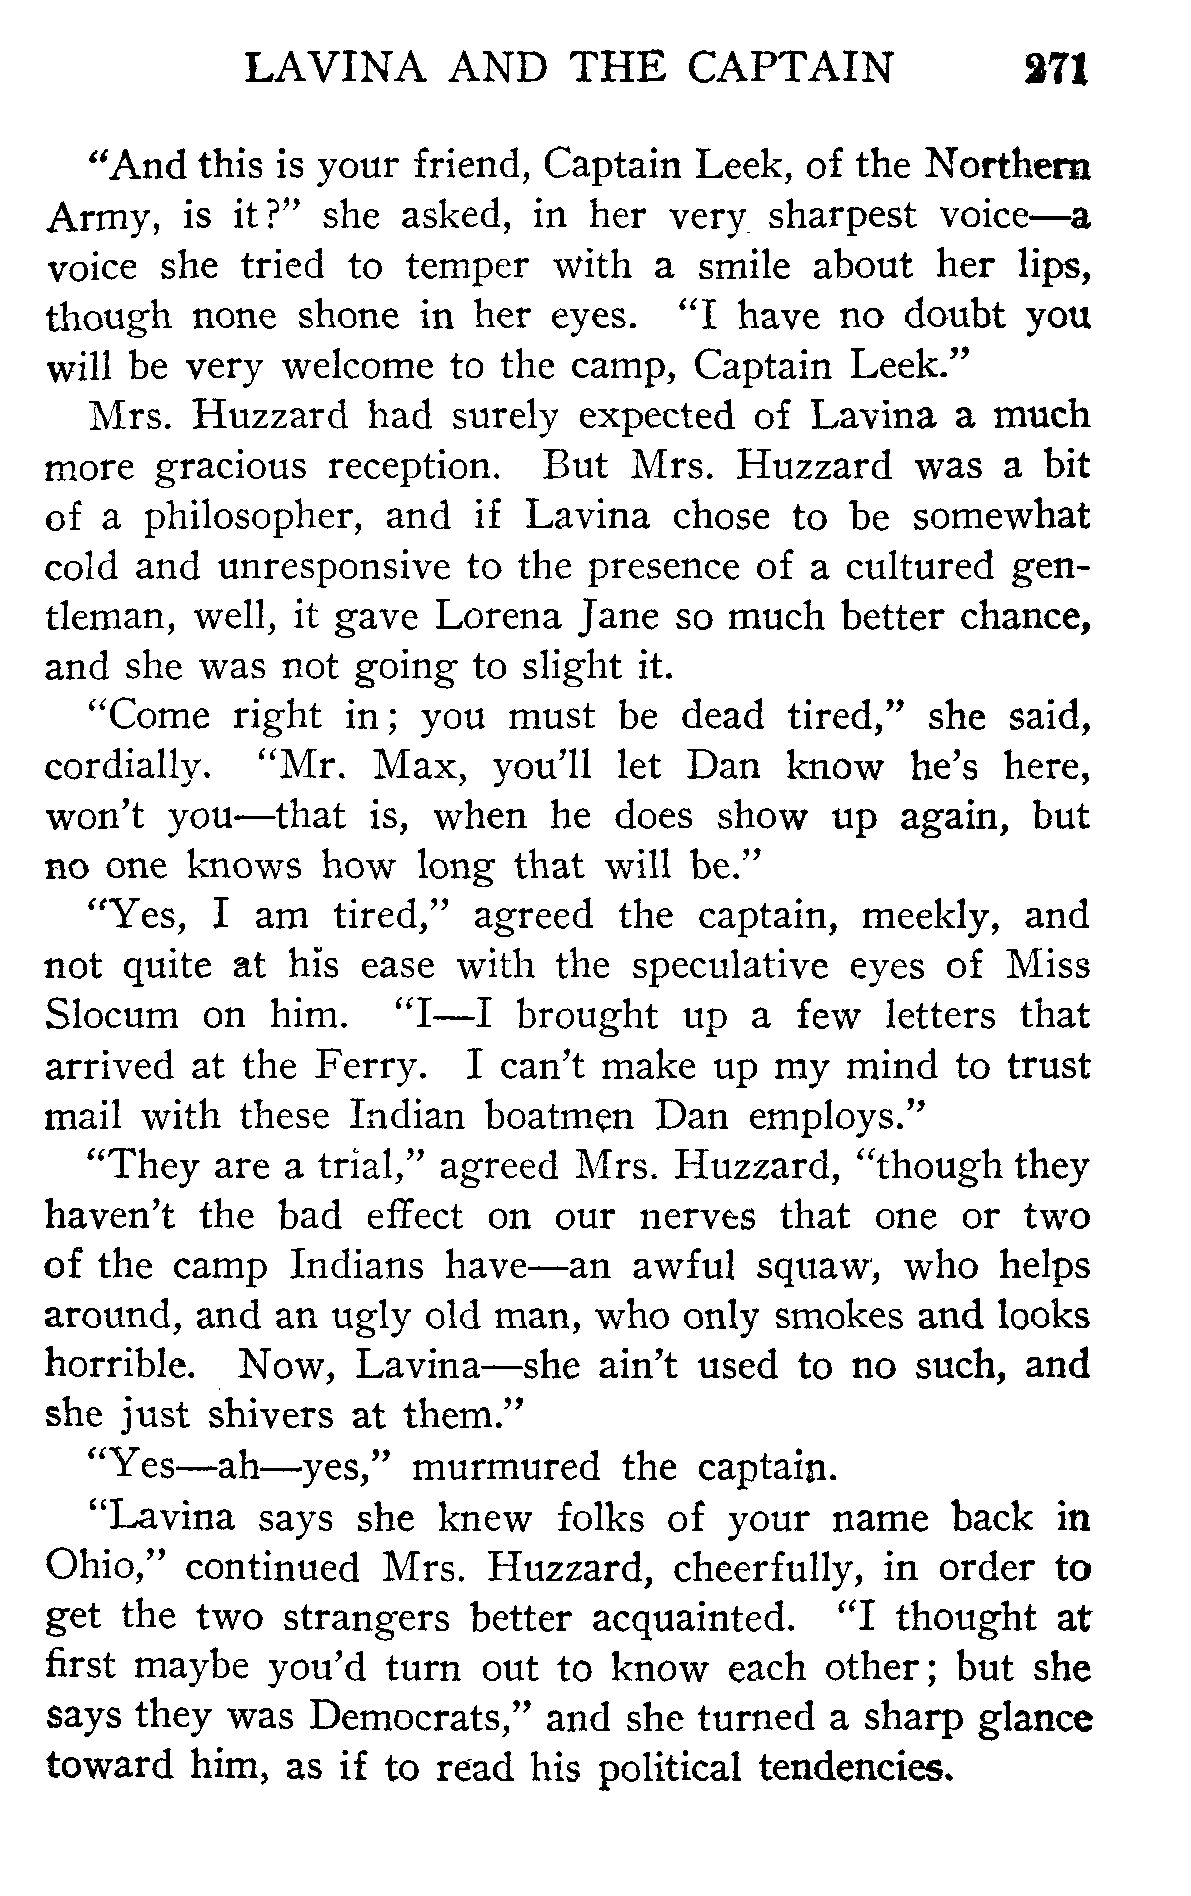 LAVINA AND THE CAPTAIN 271
“And this is your friend, Captain Leek, of the Northern
Army, is it?” she asked, in her very sharpest voice—a
voice she tried to temper with a smile about her lips,
though none shone in her eyes. “I have no doubt you
will be very welcome to the camp, Captain Leek.”
Mrs. Huzzard had surely expected of Lavina a much
more gracious reception. But Mrs. Huzzard was a bit
of a philosopher, and if Lavina chose to be somewhat
cold and unresponsive to the presence of a cultured gen-
tleman, well, it gave Lorena Jane so much better chance,
and she was not going to slight it.
“Come right in; you must be dead tired,” she said,
cordially. “Mr. Max, you’ll let Dan know he’s here,
won’t you—that is, when he does show up again, but
no one knows how long that will be.”
“Yes, I am tired,” agreed the captain, meekly, and
not quite at his ease with the speculative eyes of Miss
Slocum on him. “I—I brought up a few letters that
arrived at the Ferry. I can’t make up my mind to trust
mail with these Indian boatmen Dan employs.”
“They are a trial,” agreed Mrs. Huzzard, “though they
haven’t the bad effect on our nerves that one or two
of the camp Indians have—an awful squaw, who helps
around, and an ugly old man, who only smokes and looks
horrible. Now, Lavina—she ain’t used to no such, and
she just shivers at them.”
“Yes—ah—yes,” murmured the captain.
“Lavina says she knew folks of your name back in
Ohio,” continued Mrs. Huzzard, cheerfully, in order to
get the two strangers better acquainted. “I thought at
first maybe you’d turn out to know each other; but she
says they was Democrats,” and she turned a sharp glance
toward him, as if to read his political tendencies.